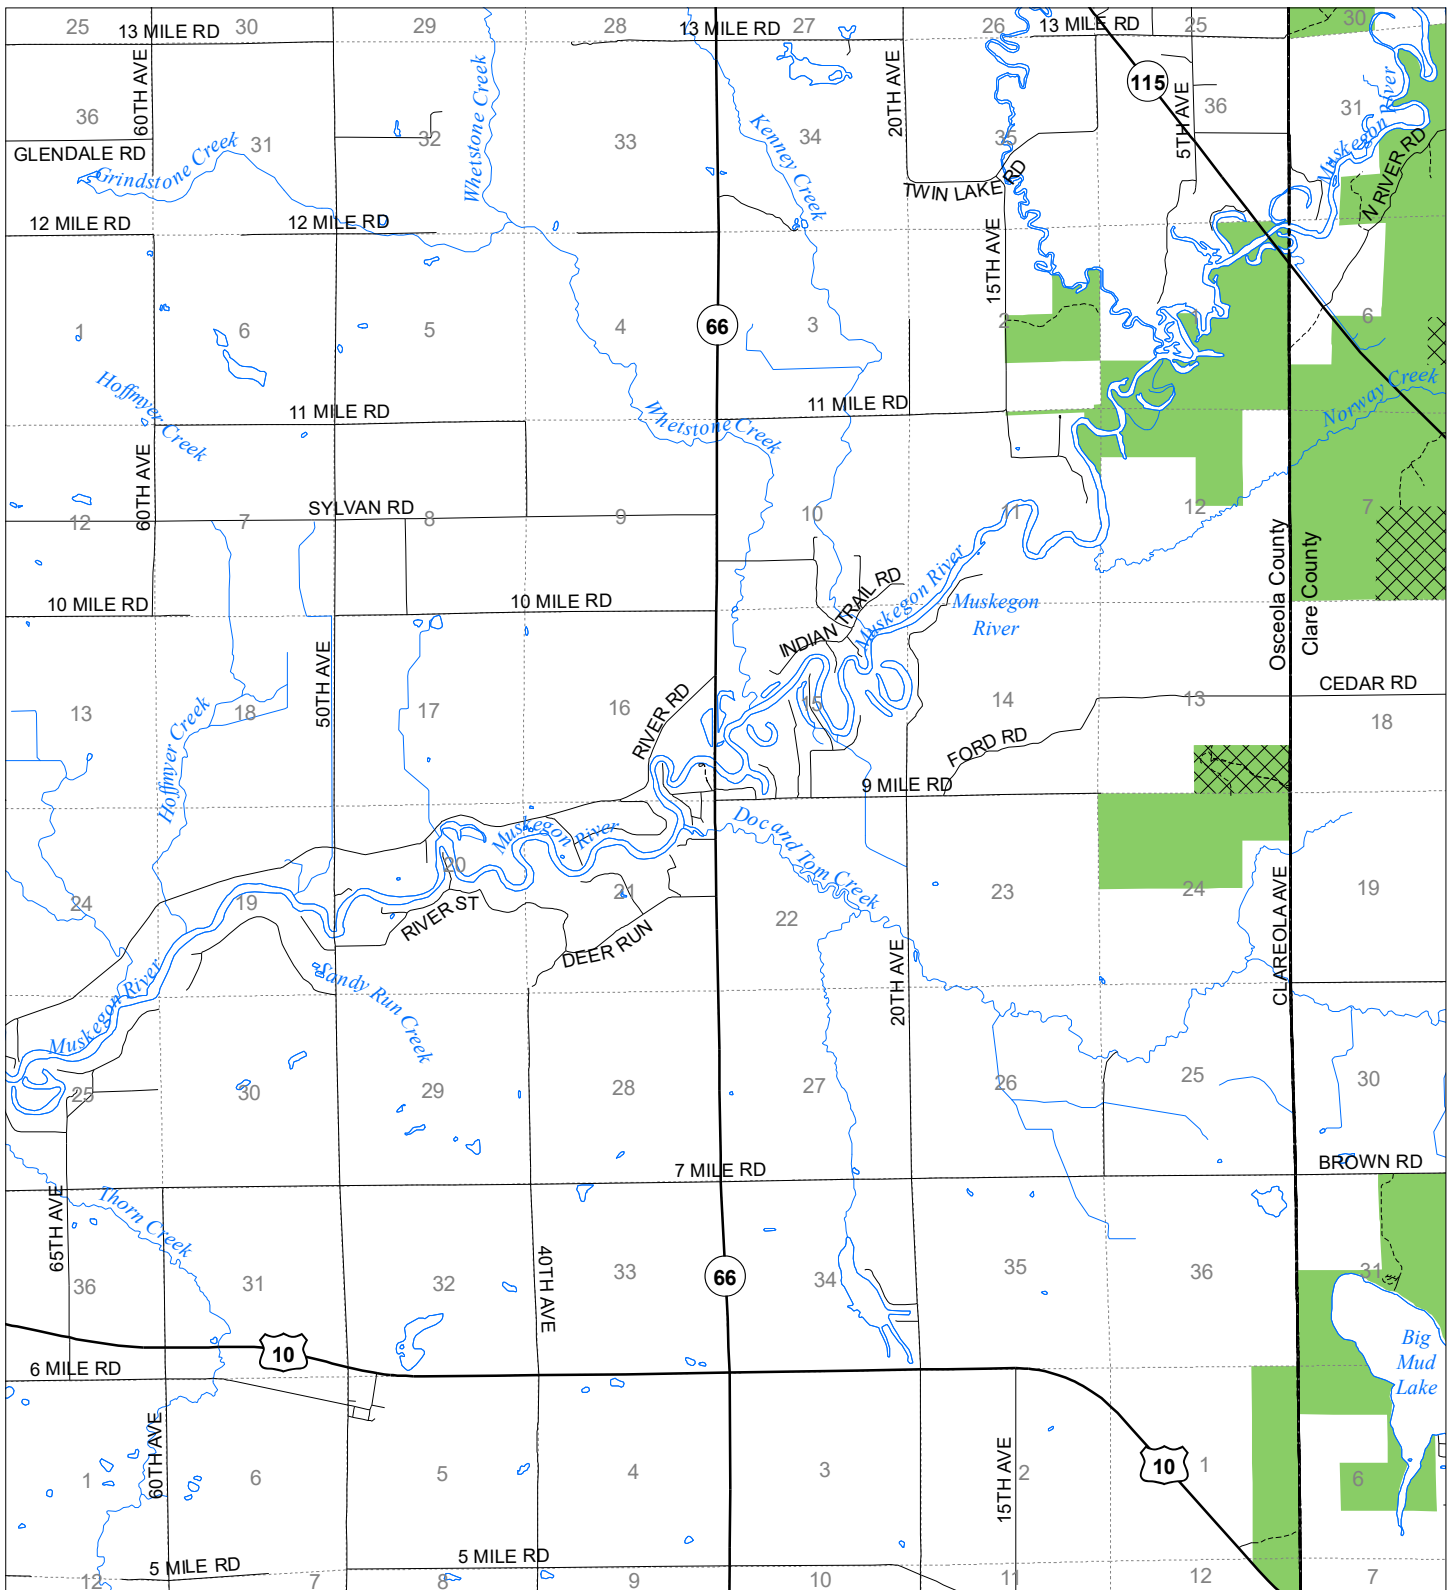 25
30
29
28
27
26
25
30
13 MILE RD
13 MILE RD
13 MILE RD
60TH AVE
Whetstone Creek
Kenney Creek
20TH AVE
115
5TH AVE
Muskegon River
36
31
32
33
34
35
36
31
GLENDALE RD
Grindstone Creek
TWIN LAKE RD
N RIVER RD
12 MILE RD
12 MILE RD
15TH AVE
1
6
5
4
66
3
2
1
6
Hoffmyer Creek
11 MILE RD
Whetstone Creek
11 MILE RD
Norway Creek
60TH AVE
SYLVAN RD
12
7
8
9
10
11
12
7
Osceola County
Clare County
10 MILE RD
10 MILE RD
INDIAN TRAIL RD
Muskegon River
Muskegon
River
50TH AVE
13
18
17
16
15
14
13
18
Hoffmyer Creek
RIVER RD
FORD RD
CEDAR RD
9 MILE RD
Muskegon River
Doc and Tom Creek
24
19
20
21
22
23
24
19
RIVER ST
DEER RUN
20TH AVE
CLAREOLA AVE
Muskegon River
Sandy Run Creek
25
30
29
28
27
26
25
30
7 MILE RD
BROWN RD
65TH AVE
Thorn Creek
40TH AVE
36
31
32
33
66
34
35
36
31
10
6 MILE RD
Big
Mud
Lake
60TH AVE
15TH AVE
10
1
6
5
4
3
2
1
6
5 MILE RD
5 MILE RD
12
7
8
9
10
11
12
7